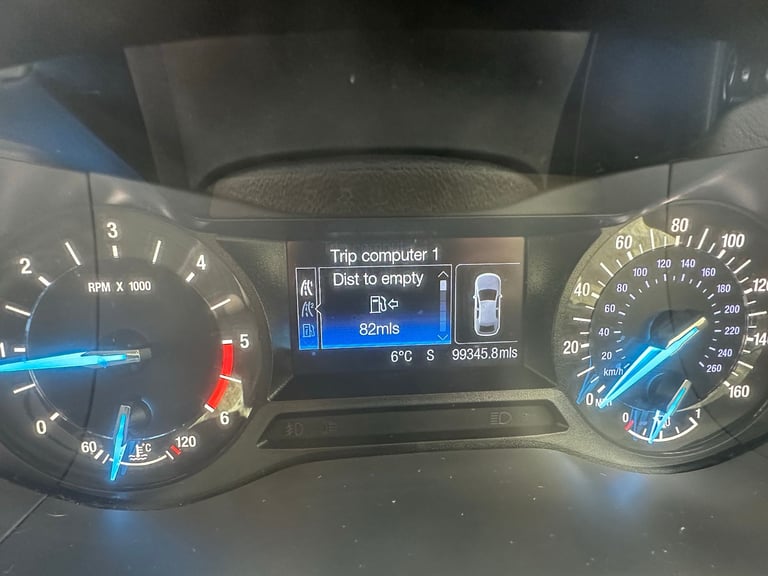 Trip computer 1
Dist to empty
82mls
6°C S 99345.8mls
RPM X 1000
0
1
2
3
4
5
6
60 °C 120
0 20 40 60 80 100 120 140 160
20 40 60 80 100 120 140 160 180 200 220 240 260
km/h
0 1